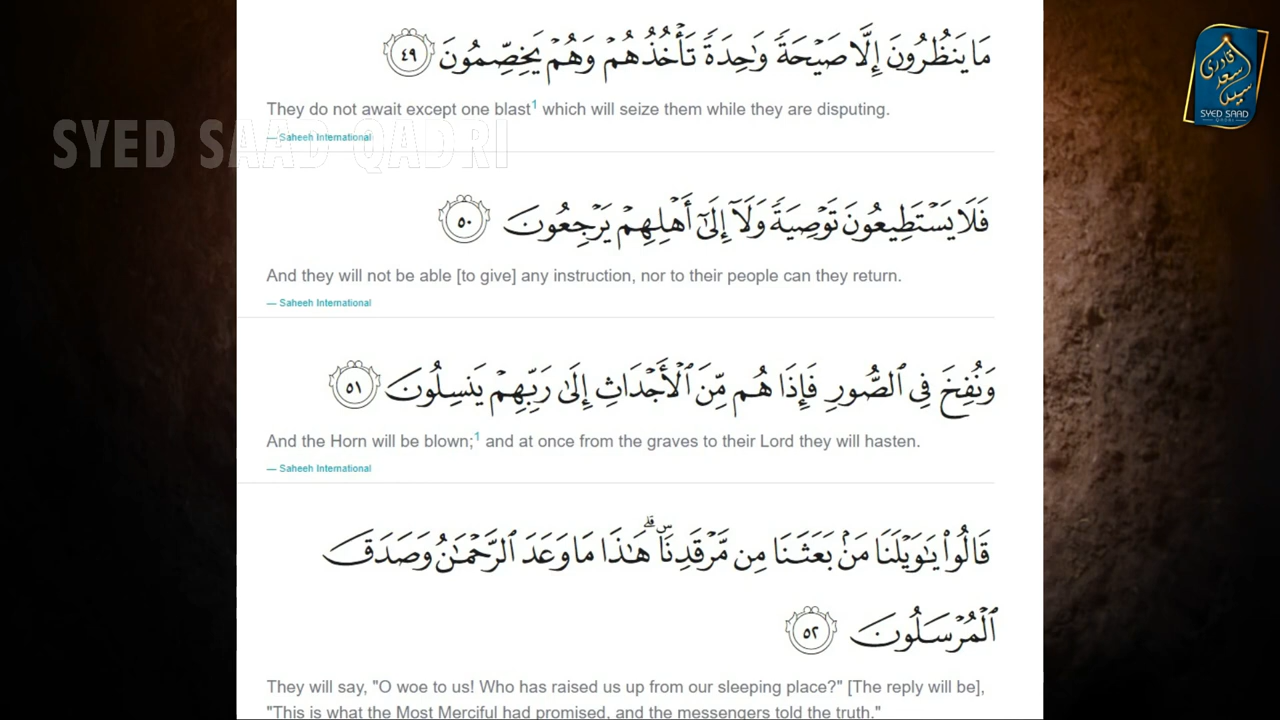 مَا يَنظُرُونَ إِلَّا صَيْحَةً وَٰحِدَةً تَأْخُذُهُمْ وَهُمْ يَخِصِّمُونَ ٤٩
They do not await except one blast1 which will seize them while they are disputing.
SYED SAAD QADRI
— Saheeh International
فَلَا يَسْتَطِيعُونَ تَوْصِيَةً وَلَآ إِلَىٰٓ أَهْلِهِمْ يَرْجِعُونَ ٥٠
And they will not be able [to give] any instruction, nor to their people can they return.
— Saheeh International
وَنُفِخَ فِى ٱلصُّورِ فَإِذَا هُم مِّنَ ٱلْأَجْدَاثِ إِلَىٰ رَبِّهِمْ يَنسِلُونَ ٥١
And the Horn will be blown;1 and at once from the graves to their Lord they will hasten.
— Saheeh International
قَالُوا۟ يَـٰوَيْلَنَا مَنۢ بَعَثَنَا مِن مَّرْقَدِنَا ۜ ۗ هَـٰذَا مَا وَعَدَ ٱلرَّحْمَـٰنُ وَصَدَقَ
ٱلْمُرْسَلُونَ ٥٢
They will say, "O woe to us! Who has raised us up from our sleeping place?" [The reply will be],
"This is what the Most Merciful had promised, and the messengers told the truth."
سید
سعد
قادری
SYED SAAD
QADRI